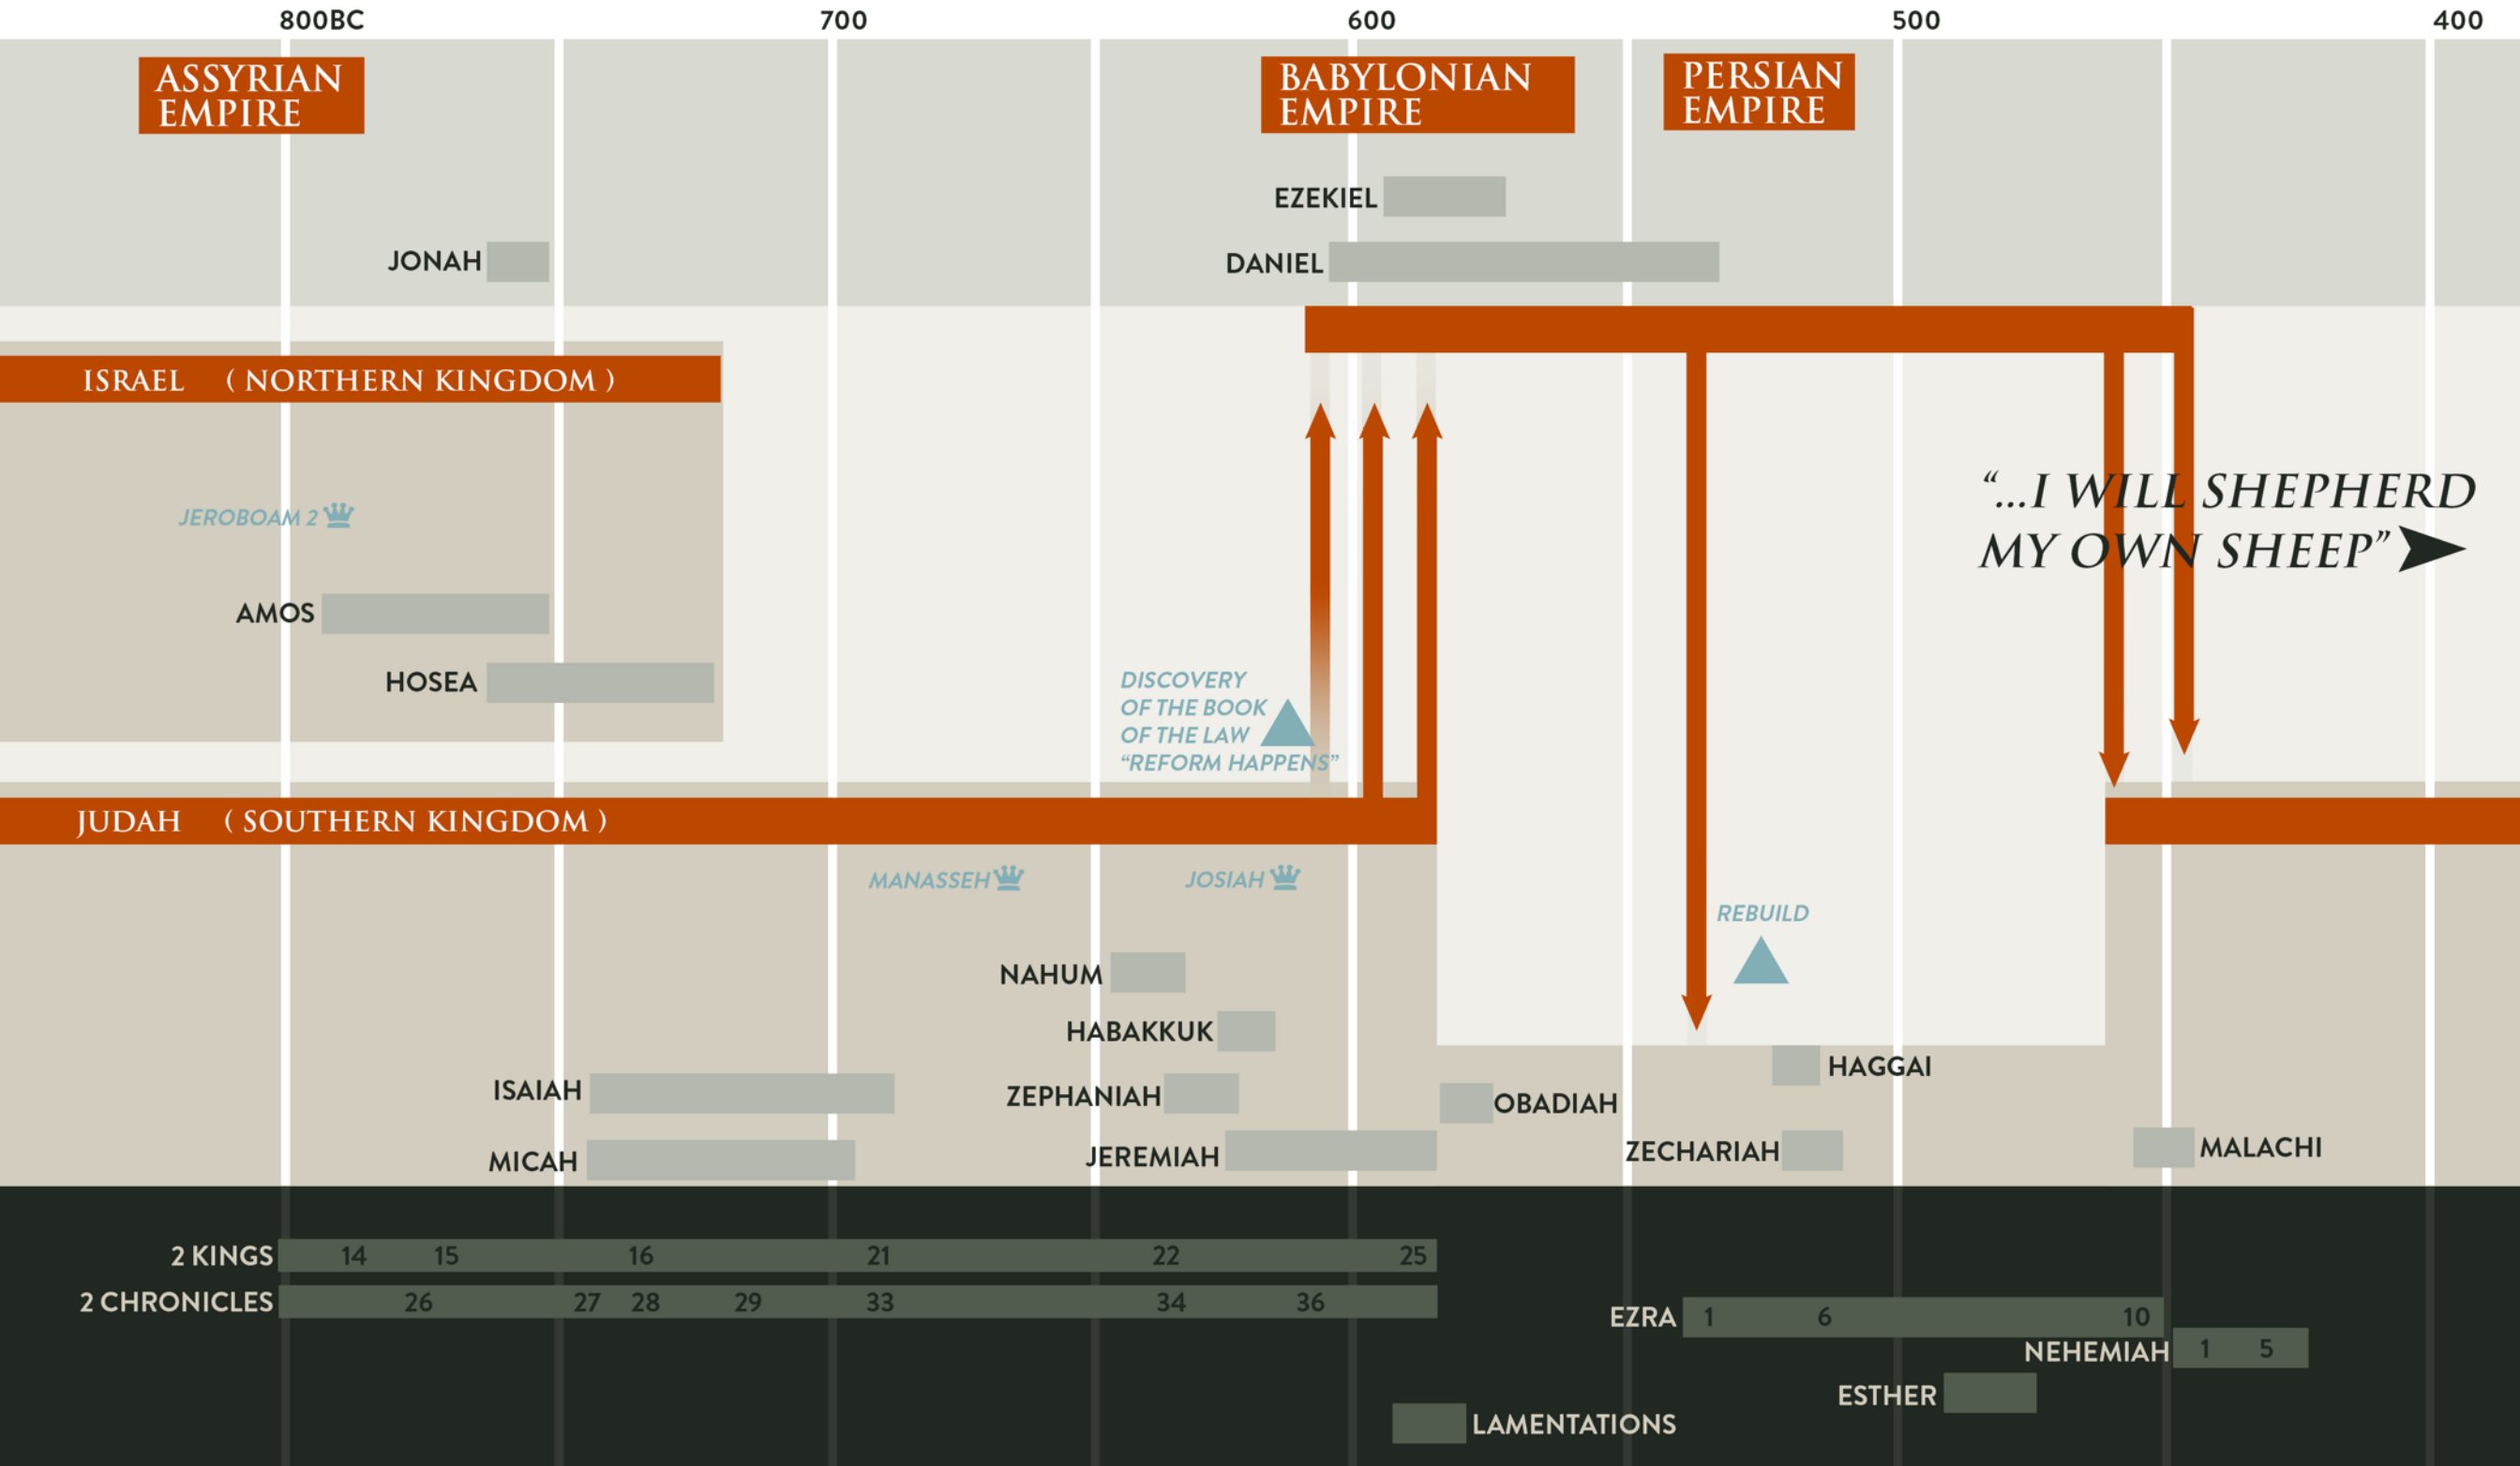 800BC 700 600 500 400
ASSYRIAN
EMPIRE
BABYLONIAN
EMPIRE
PERSIAN
EMPIRE
EZEKIEL
JONAH
DANIEL
ISRAEL ( NORTHERN KINGDOM )
JEROBOAM 2
“...I WILL SHEPHERD
MY OWN SHEEP”
AMOS
HOSEA
DISCOVERY
OF THE BOOK
OF THE LAW
“REFORM HAPPENS”
JUDAH ( SOUTHERN KINGDOM )
MANASSEH
JOSIAH
REBUILD
NAHUM
HABAKKUK
HAGGAI
ISAIAH
ZEPHANIAH
OBADIAH
MICAH
JEREMIAH
ZECHARIAH
MALACHI
2 KINGS 14 15 16 21 22 25
2 CHRONICLES 26 27 28 29 33 34 36
EZRA 1 6 10
NEHEMIAH 1 5
ESTHER
LAMENTATIONS